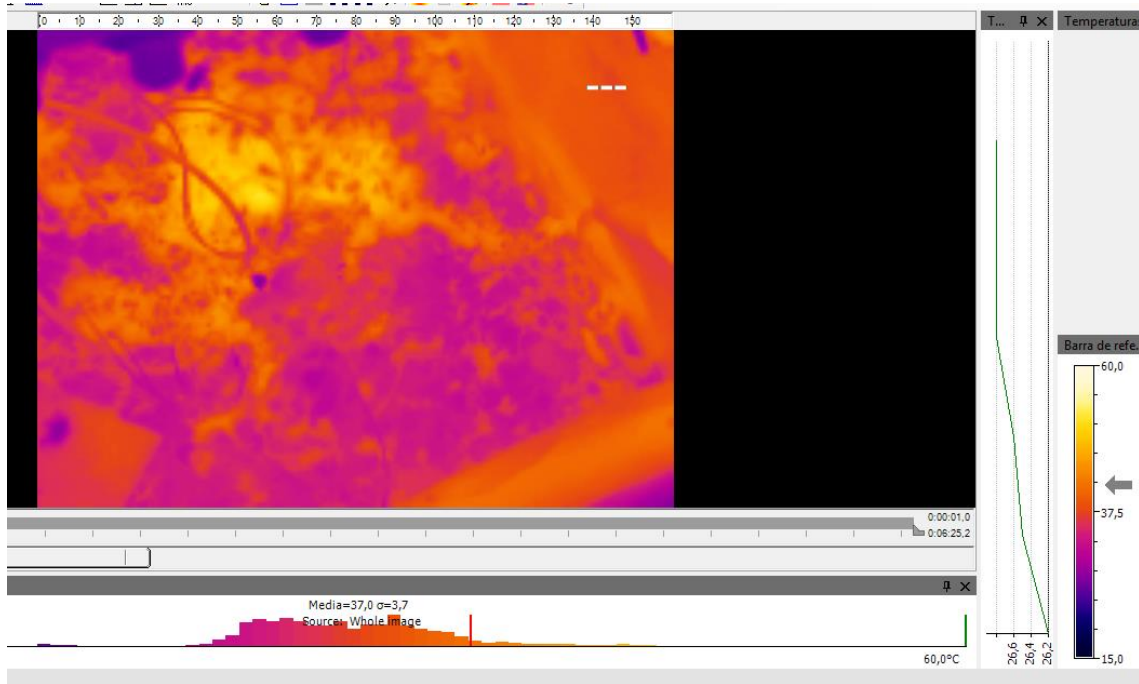 0 10 20 30 40 50 60 70 80 90 100 110 120 130 140 150
T...
Temperatura
Barra de refe...
60,0
37,5
15,0
26,6
26,4
26,2
0:00:01,0
0:06:25,2
Media=37,0 σ=3,7
Source: Whole image
60,0°C